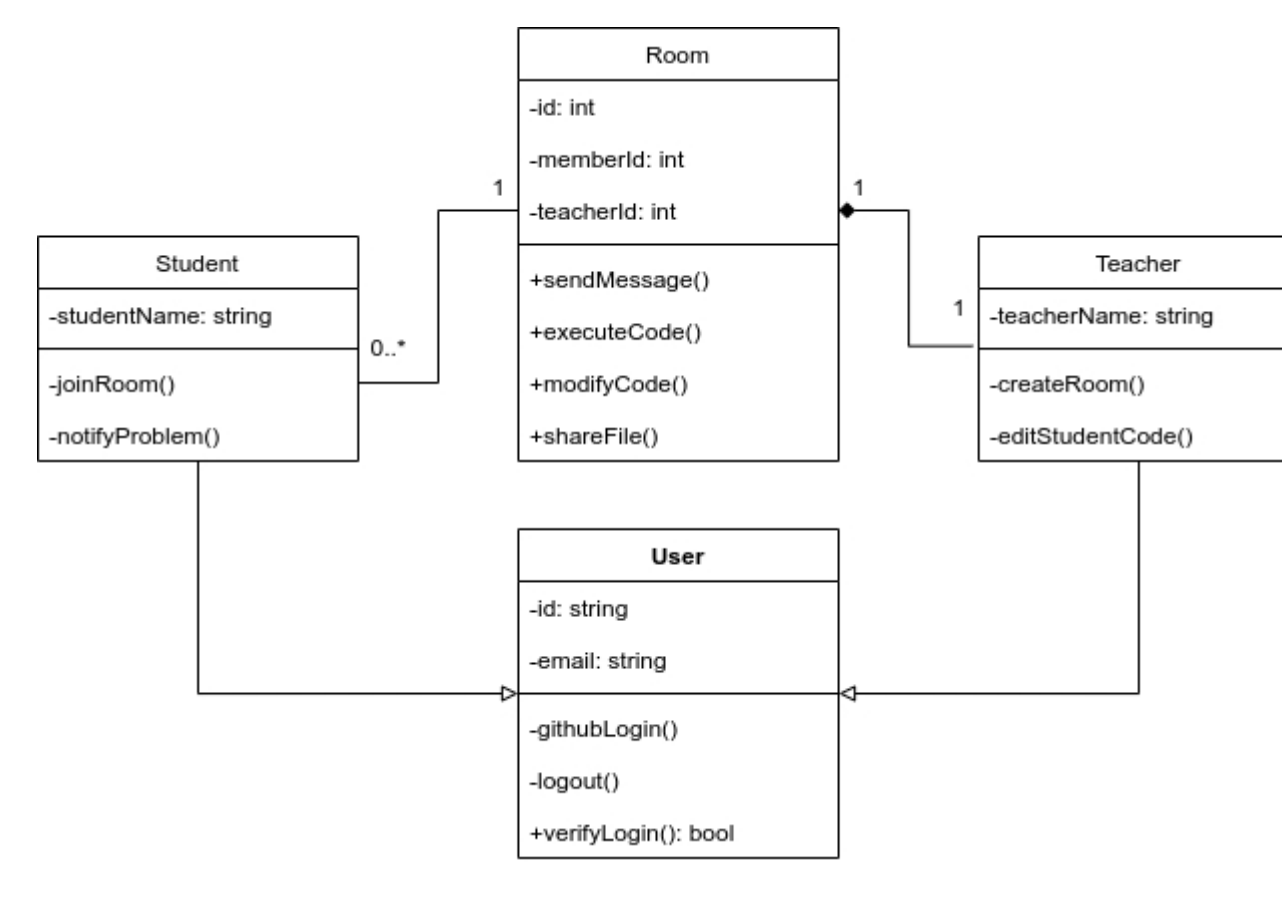 Room
-id: int
-memberId: int
-teacherId: int
+sendMessage()
+executeCode()
+modifyCode()
+shareFile()
1
1
Student
-studentName: string
-joinRoom()
-notifyProblem()
0..*
1
Teacher
-teacherName: string
-createRoom()
-editStudentCode()
User
-id: string
-email: string
-githubLogin()
-logout()
+verifyLogin(): bool